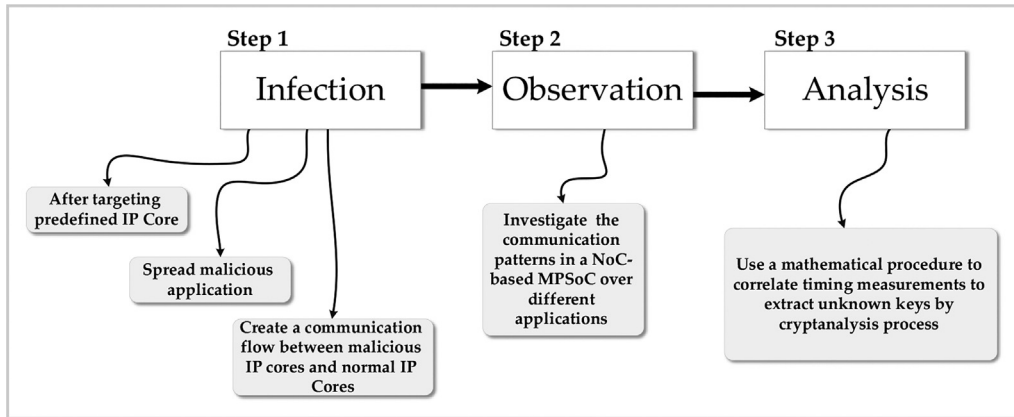 Step 1
Infection
After targeting
predefined IP Core
Spread malicious
application
Create a communication
flow between malicious
IP cores and normal IP
Cores
Step 2
Observation
Investigate the
communication
patterns in a NoC-
based MPSoC over
different
applications
Step 3
Analysis
Use a mathematical procedure to
correlate timing measurements to
extract unknown keys by
cryptanalysis process